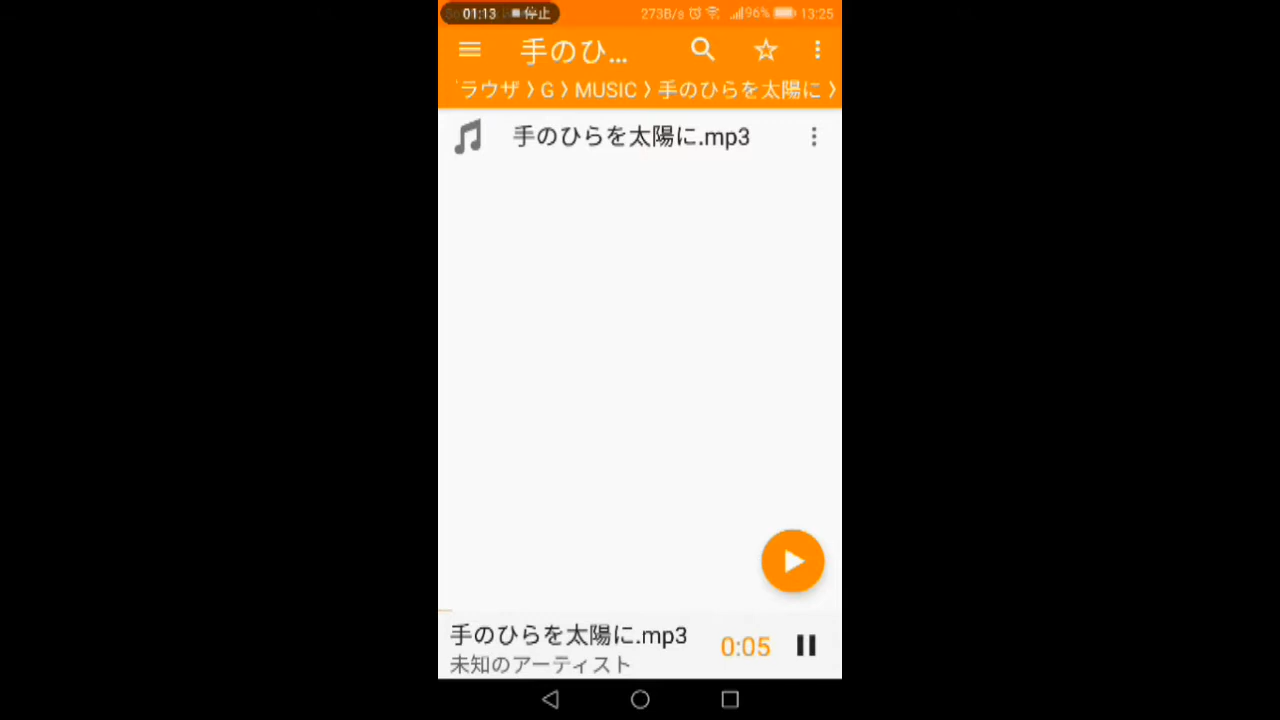 01:13 停止 273B/s 96% 13:25
手のひ...
ラウザ 〉 G 〉 MUSIC 〉 手のひらを太陽に 〉
手のひらを太陽に.mp3
手のひらを太陽に.mp3
未知のアーティスト
0:05